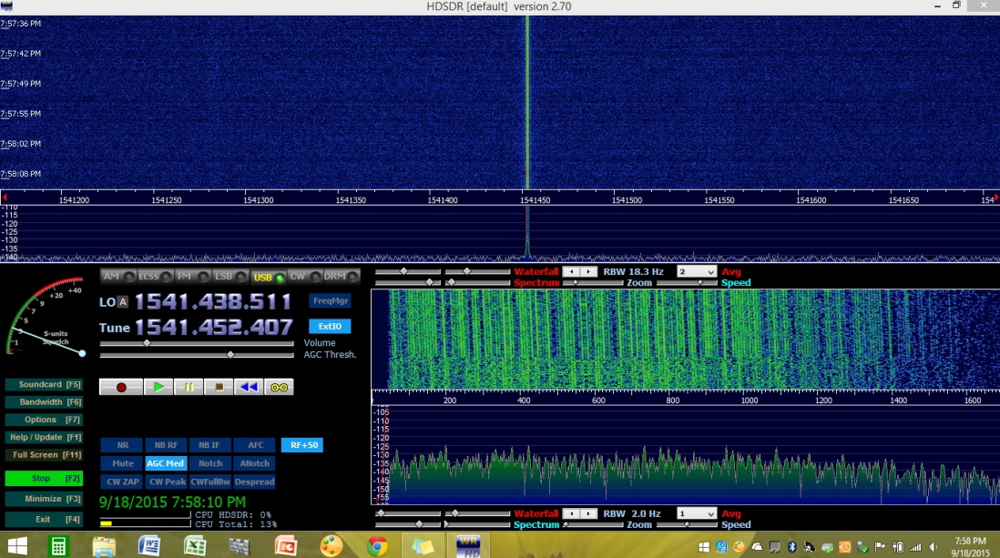 HDSDR [default] version 2.70
7:57:36 PM
7:57:42 PM
7:57:49 PM
7:57:55 PM
7:58:02 PM
7:58:08 PM
1541200 1541250 1541300 1541350 1541400 1541450 1541500 1541550 1541600 1541650 154
-110
-115
-120
-125
-130
-135
-140
AM ECSS FM LSB USB CW DRM
LO A 1541.438.511 FreqMgr
Tune 1541.452.407 ExtIO
Volume
AGC Thresh.
+40
+20
9
7
5
3
1
S-units
Squelch
Waterfall RBW 18.3 Hz 2 Avg
Spectrum Zoom Speed
Soundcard [F5]
Bandwidth [F6]
Options [F7]
Help / Update [F1]
Full Screen [F11]
Stop [F2]
Minimize [F3]
Exit [F4]
NR NB RF NB IF AFC RF+50
Mute AGC Med Notch ANotch
CW ZAP CW Peak CWFullBw Despread
9/18/2015 7:58:10 PM
CPU HDSDR: 0%
CPU Total: 13%
200 400 600 800 1000 1200 1400 1600
-105
-110
-115
-120
-125
-130
-135
-140
-145
-150
-155
Waterfall RBW 2.0 Hz 1 Avg
Spectrum Zoom Speed
WR
HD
7:58 PM
9/18/2015